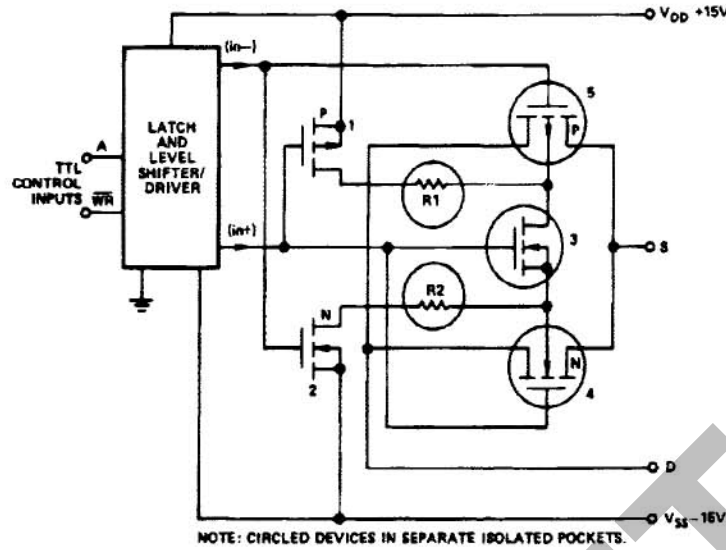 V_DD +15V
(in-)
5
P
P
1
LATCH
AND
LEVEL
SHIFTER/
DRIVER
A
TTL
CONTROL
INPUTS
WR
R1
(in+)
3
S
R2
N
N
2
4
D
V_SS -15V
NOTE: CIRCLED DEVICES IN SEPARATE ISOLATED POCKETS.